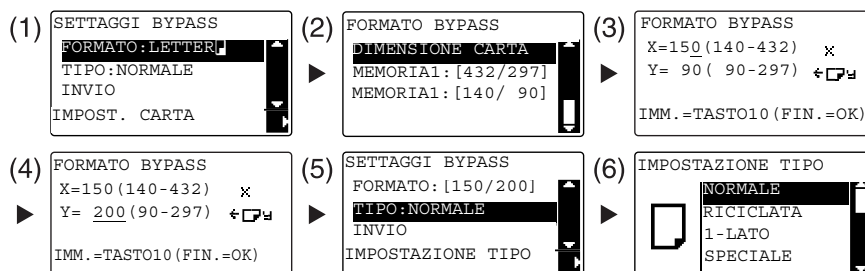 (1)
SETTAGGI BYPASS
FORMATO:LETTER
TIPO:NORMALE
INVIO
IMPOST. CARTA
(2)
FORMATO BYPASS
DIMENSIONE CARTA
MEMORIA1:[432/297]
MEMORIA1:[140/ 90]
(3)
FORMATO BYPASS
X=150(140-432) X
Y= 90( 90-297) Y
IMM.=TASTO10(FIN.=OK)
(4)
FORMATO BYPASS
X=150(140-432) X
Y= 200(90-297) Y
IMM.=TASTO10(FIN.=OK)
(5)
SETTAGGI BYPASS
FORMATO:[150/200]
TIPO:NORMALE
INVIO
IMPOSTAZIONE TIPO
(6)
IMPOSTAZIONE TIPO
NORMALE
RICICLATA
1-LATO
SPECIALE